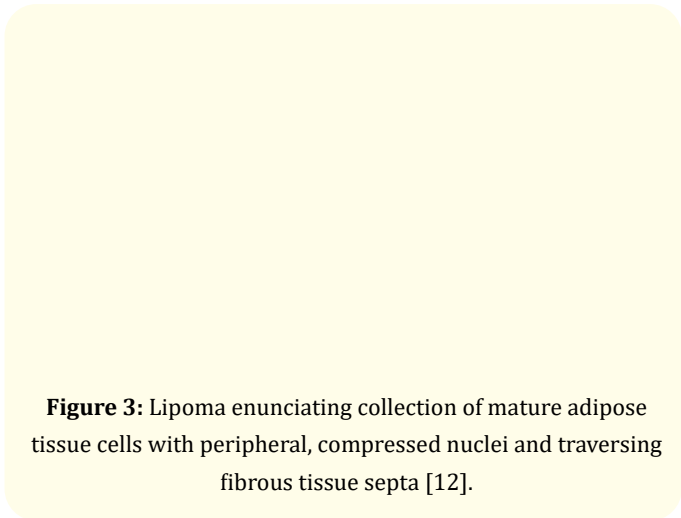 Figure 3: Lipoma enunciating collection of mature adipose
tissue cells with peripheral, compressed nuclei and traversing
fibrous tissue septa [12].